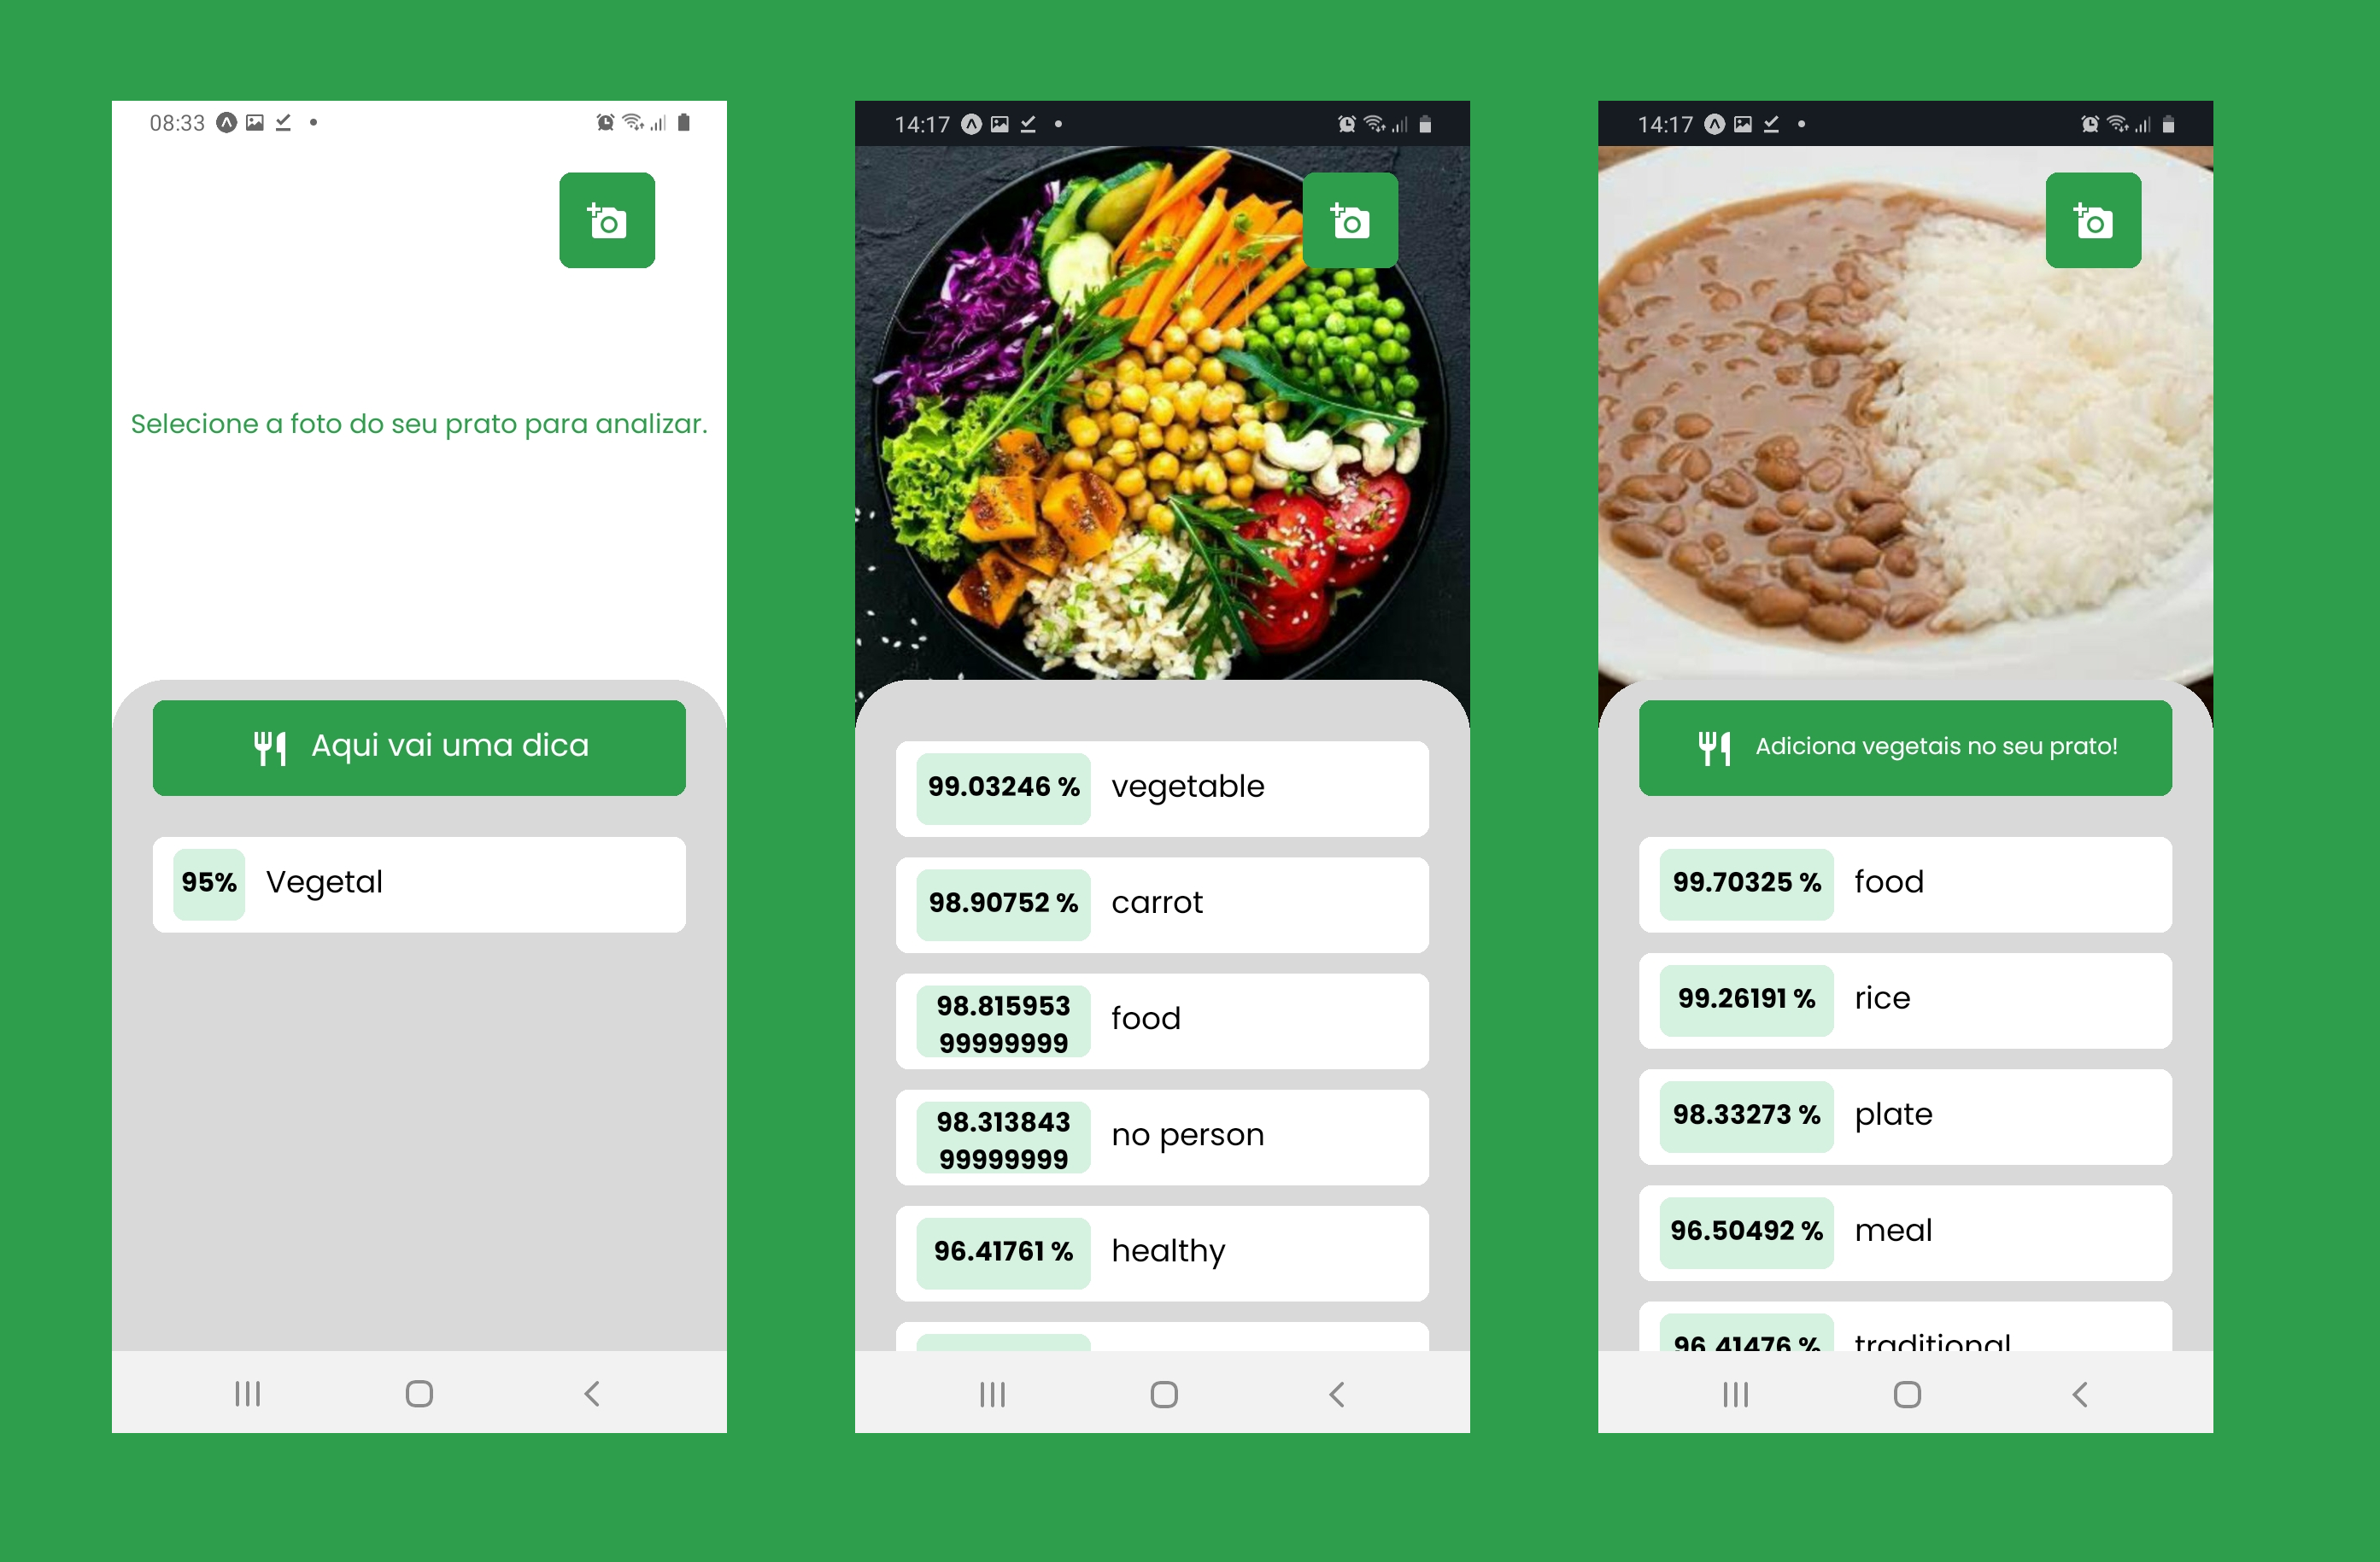 08:33
Selecione a foto do seu prato para analizar.
Aqui vai uma dica
95% Vegetal
14:17
99.03246 % vegetable
98.90752 % carrot
98.815953
99999999
food
98.313843
99999999
no person
96.41761 % healthy
14:17
Adiciona vegetais no seu prato!
99.70325 % food
99.26191 % rice
98.33273 % plate
96.50492 % meal
96.41476 % traditional